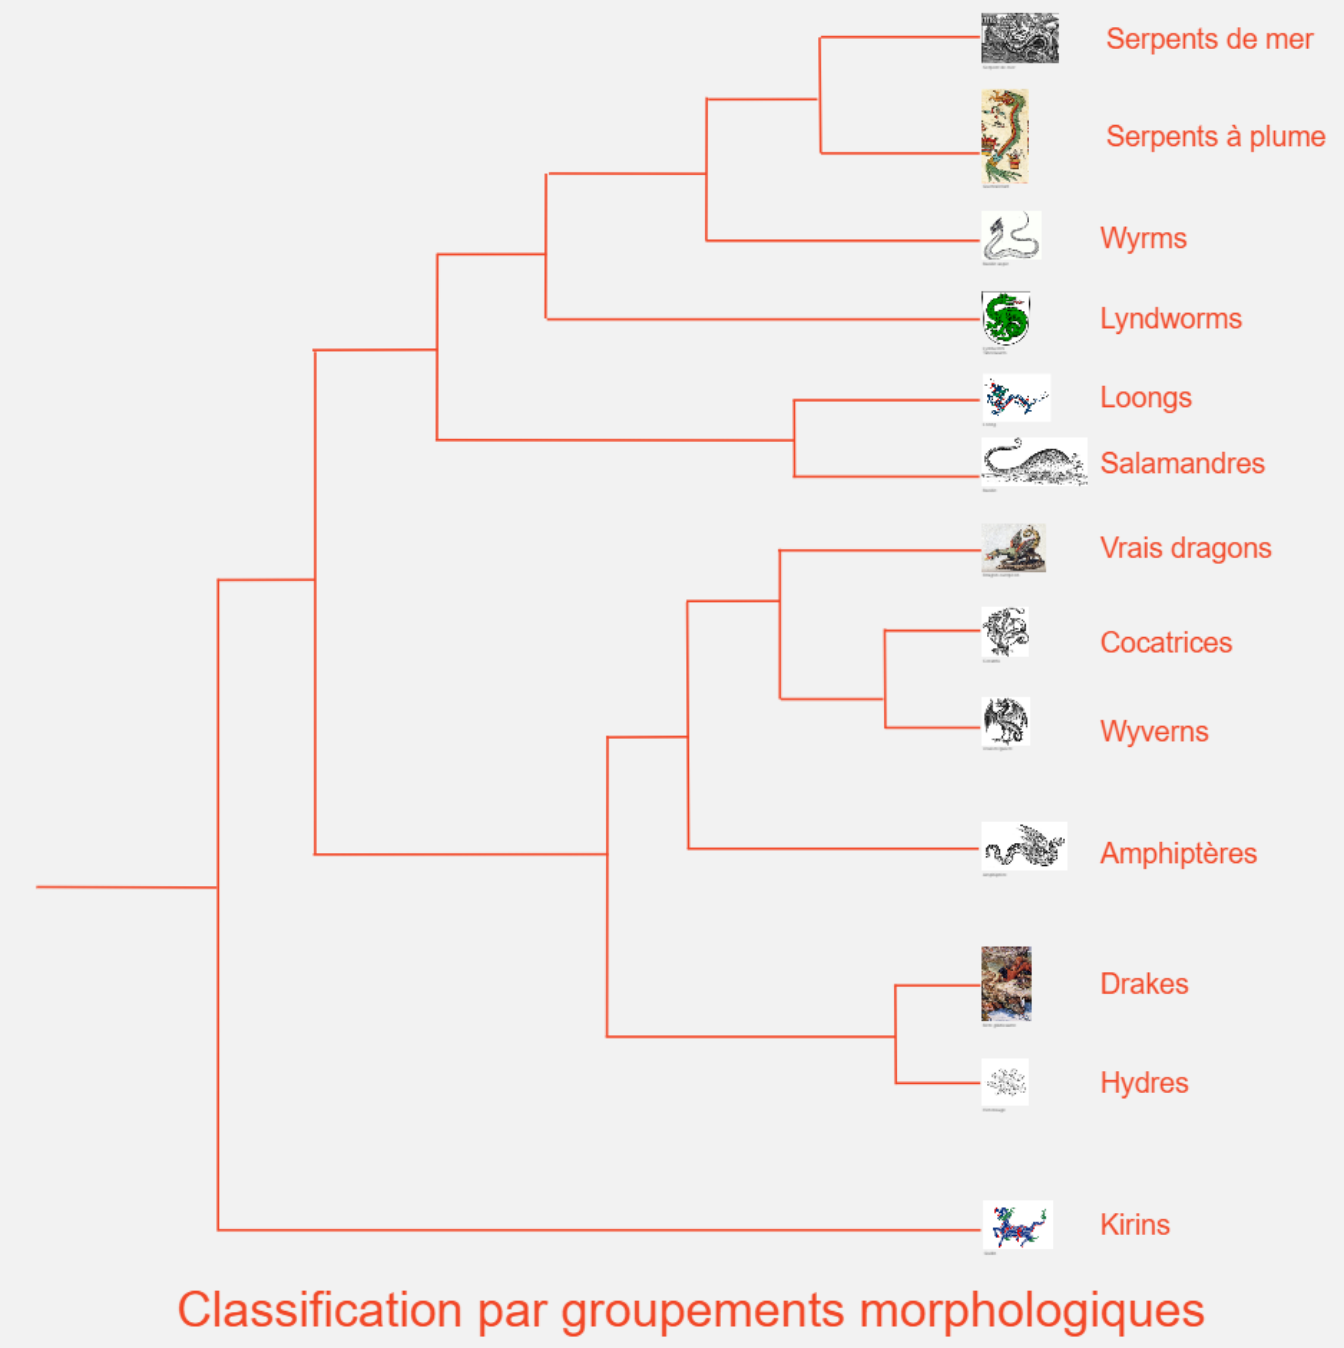 Serpents de mer
Serpents à plume
Wyrms
Lyndworms
Loongs
Salamandres
Vrais dragons
Cocatrices
Wyverns
Amphiptères
Drakes
Hydres
Kirins
Classification par groupements morphologiques